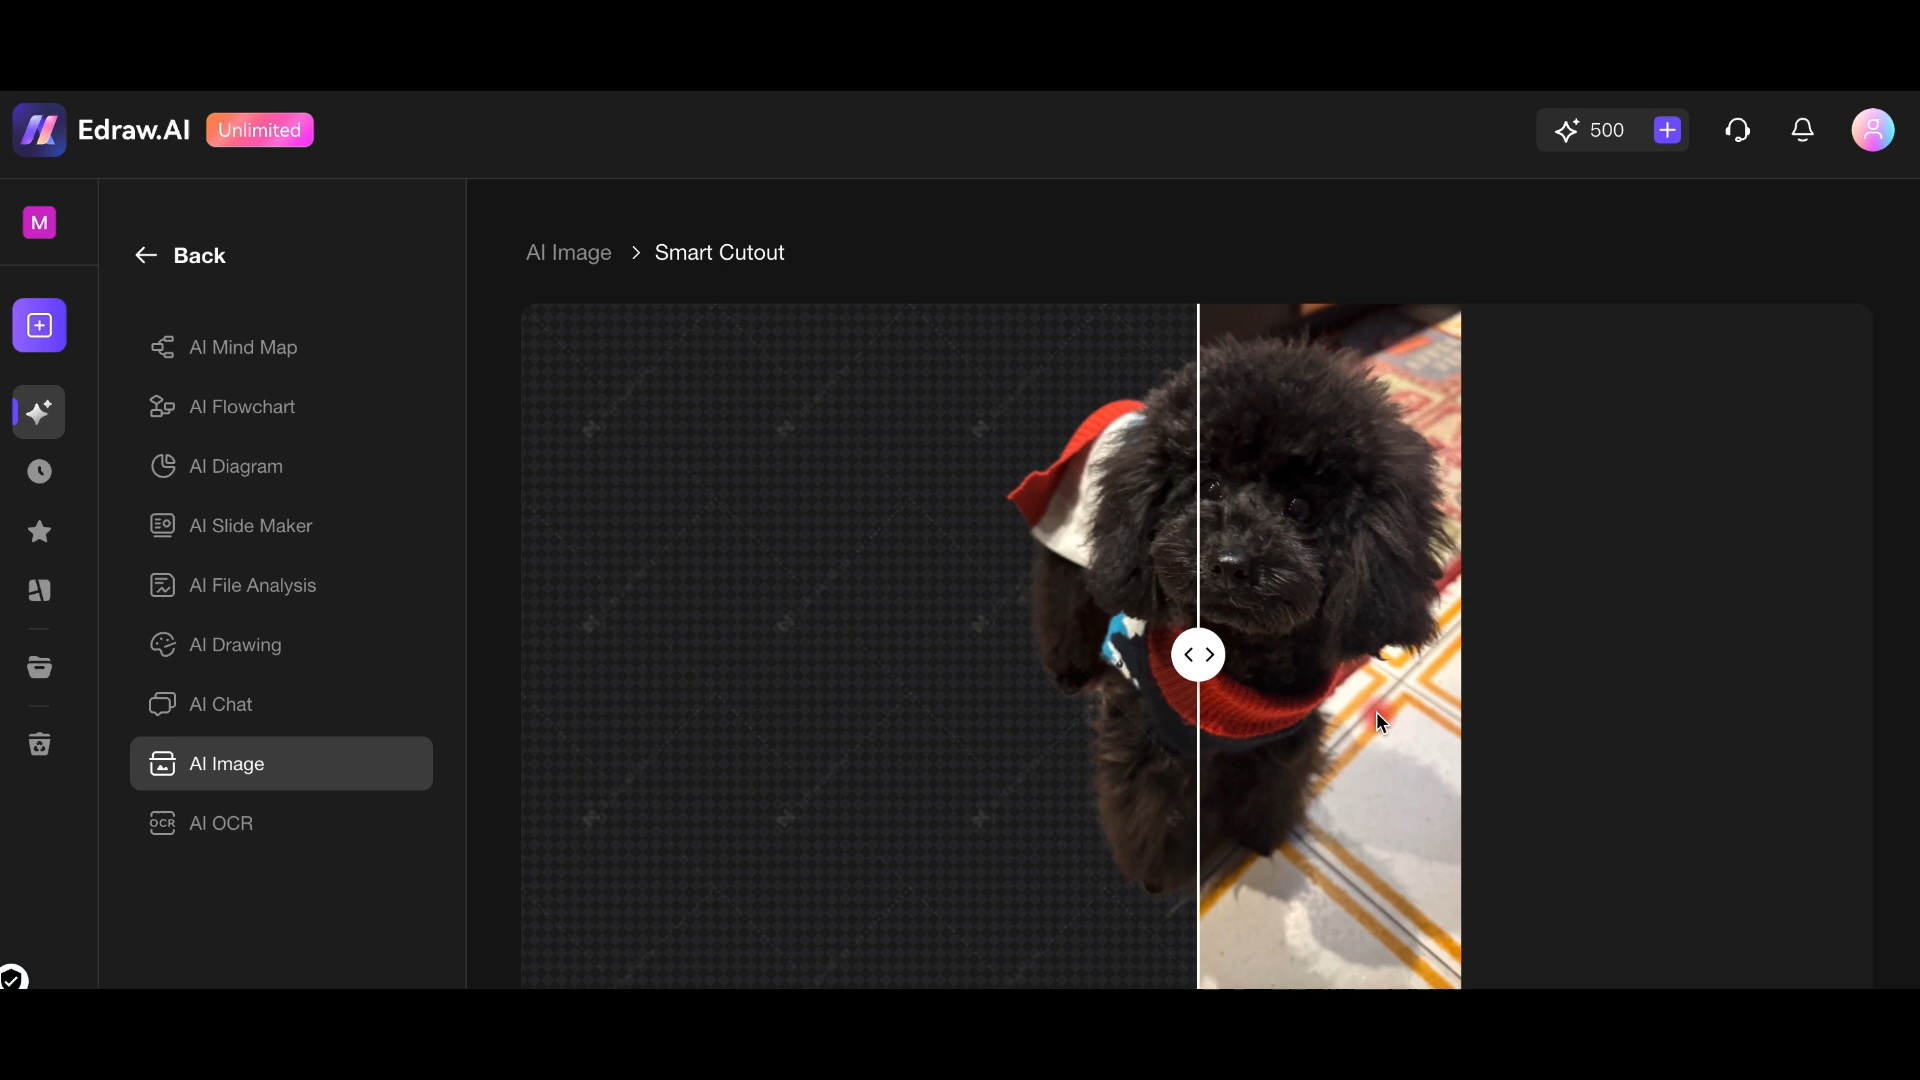 Edraw.AI Unlimited
500
M
Back
AI Image > Smart Cutout
AI Mind Map
AI Flowchart
AI Diagram
AI Slide Maker
AI File Analysis
AI Drawing
AI Chat
AI Image
OCR AI OCR